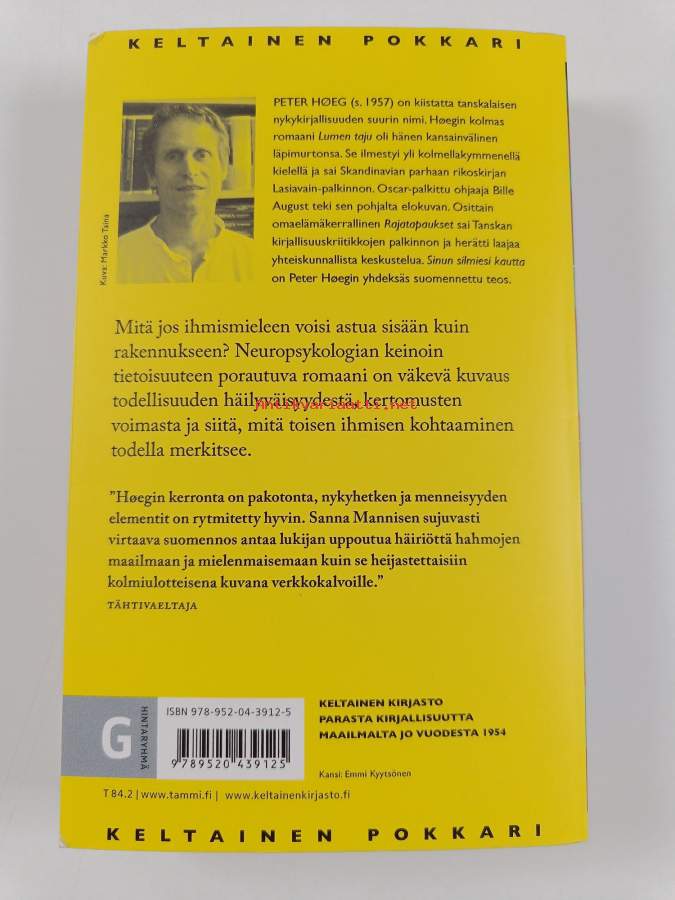 KELTAINEN POKKARI
PETER HØEG (s. 1957) on kiistatta tanskalaisen
nykykirjallisuuden suurin nimi. Høegin kolmas
romaani Lumen taju oli hänen kansainvälinen
läpimurtonsa. Se ilmestyi yli kolmellakymmenellä
kielellä ja sai Skandinavian parhaan rikoskirjan
Lasiavain-palkinnon. Oscar-palkittu ohjaaja Bille
August teki sen pohjalta elokuvan. Osittain
omaelämäkerrallinen Rajatapaukset sai Tanskan
kirjallisuuskriitikkojen palkinnon ja herätti laajaa
yhteiskunnallista keskustelua. Sinun silmiesi kautta
on Peter Høegin yhdeksäs suomennettu teos.
Kuva: Markko Taina
Mitä jos ihmismieleen voisi astua sisään kuin
rakennukseen? Neuropsykologian keinoin
tietoisuuteen porautuva romaani on väkevä kuvaus
todellisuuden häilyväisyydestä, kertomusten
voimasta ja siitä, mitä toisen ihmisen kohtaaminen
todella merkitsee.
Antikvariaatti.net
"Høegin kerronta on pakotonta, nykyhetken ja menneisyyden
elementit on rytmitetty hyvin. Sanna Mannisen sujuvasti
virtaava suomennos antaa lukijan uppoutua häiriöttä hahmojen
maailmaan ja mielenmaisemaan kuin se heijastettaisiin
kolmiulotteisena kuvana verkkokalvoille."
TÄHTIVAELTAJA
G
HINTARYHMÄ
ISBN 978-952-04-3912-5
9 789520 439125
KELTAINEN KIRJASTO
PARASTA KIRJALLISUUTTA
MAAILMALTA JO VUODESTA 1954
Kansi: Emmi Kyytsönen
T 84.2 | www.tammi.fi | www.keltainenkirjasto.fi
KELTAINEN POKKARI